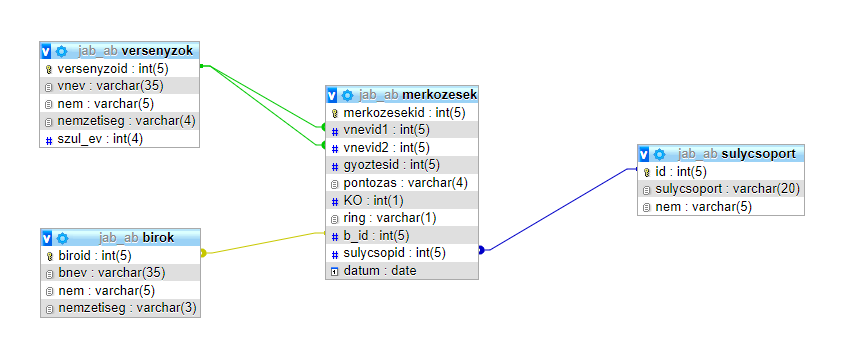 jab_ab versenyzok
versenyzoid : int(5)
vnev : varchar(35)
nem : varchar(5)
nemzetiseg : varchar(4)
szul_ev : int(4)
jab_ab merkozesek
merkozesekid : int(5)
vnevid1 : int(5)
vnevid2 : int(5)
gyoztesid : int(5)
pontozas : varchar(4)
KO : int(1)
ring : varchar(1)
b_id : int(5)
sulycsopid : int(5)
datum : date
jab_ab sulycsoport
id : int(5)
sulycsoport : varchar(20)
nem : varchar(5)
jab_ab birok
biroid : int(5)
bnev : varchar(35)
nem : varchar(5)
nemzetiseg : varchar(3)